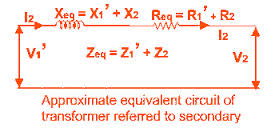 I2 Xeq = X1' + X2 Req = R1' + R2
I2
V1' Zeq = Z1' + Z2 V2
Approximate equivalent circuit of
transformer referred to secondary